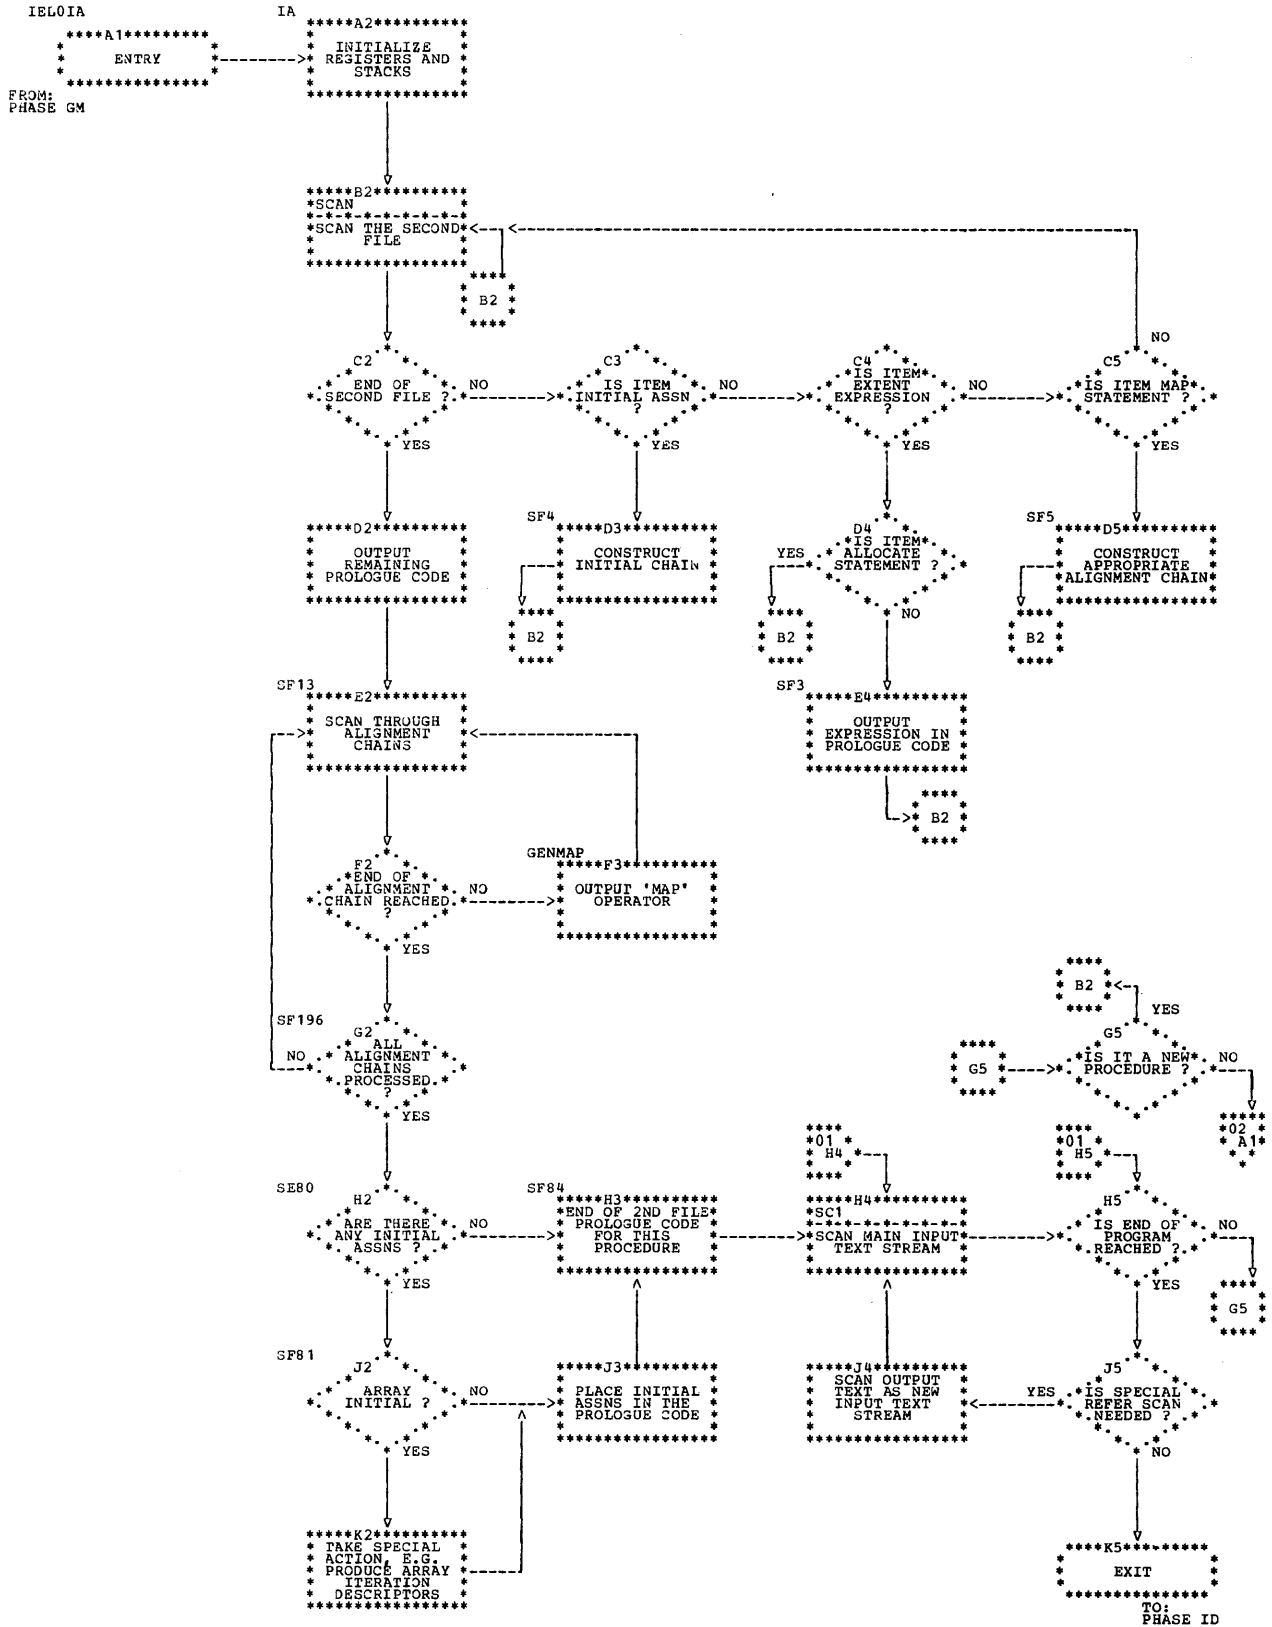 IEL0IA
IA
A1
ENTRY
FROM:
PHASE GM
A2
INITIALIZE
REGISTERS AND
STACKS
B2
SCAN
SCAN THE SECOND
FILE
B2
C2
END OF
SECOND FILE ?
NO
YES
C3
IS ITEM
INITIAL ASSN
?
NO
YES
C4
IS ITEM
EXTENT
EXPRESSION
?
NO
YES
NO
C5
IS ITEM MAP
STATEMENT ?
YES
D2
OUTPUT
REMAINING
PROLOGUE CODE
SF4
D3
CONSTRUCT
INITIAL CHAIN
B2
D4
IS ITEM
ALLOCATE
STATEMENT ?
YES
NO
B2
SF5
D5
CONSTRUCT
APPROPRIATE
ALIGNMENT CHAIN
B2
SF13
E2
SCAN THROUGH
ALIGNMENT
CHAINS
SF3
E4
OUTPUT
EXPRESSION IN
PROLOGUE CODE
B2
F2
END OF
ALIGNMENT
CHAIN REACHED
?
NO
YES
GENMAP
F3
OUTPUT 'MAP'
OPERATOR
SF196
G2
ALL
ALIGNMENT
CHAINS
PROCESSED
?
NO
YES
B2
YES
G5
G5
IS IT A NEW
PROCEDURE ?
NO
02
A1
SE80
H2
ARE THERE
ANY INITIAL
ASSNS ?
NO
YES
SF84
H3
END OF 2ND FILE
PROLOGUE CODE
FOR THIS
PROCEDURE
01
H4
H4
SC1
SCAN MAIN INPUT
TEXT STREAM
01
H5
H5
IS END OF
PROGRAM
REACHED ?
NO
YES
G5
SF81
J2
ARRAY
INITIAL ?
NO
YES
J3
PLACE INITIAL
ASSNS IN THE
PROLOGUE CODE
J4
SCAN OUTPUT
TEXT AS NEW
INPUT TEXT
STREAM
J5
IS SPECIAL
REFER SCAN
NEEDED ?
YES
NO
K2
TAKE SPECIAL
ACTION, E.G.
PRODUCE ARRAY
ITERATION
DESCRIPTORS
K5
EXIT
TO:
PHASE ID